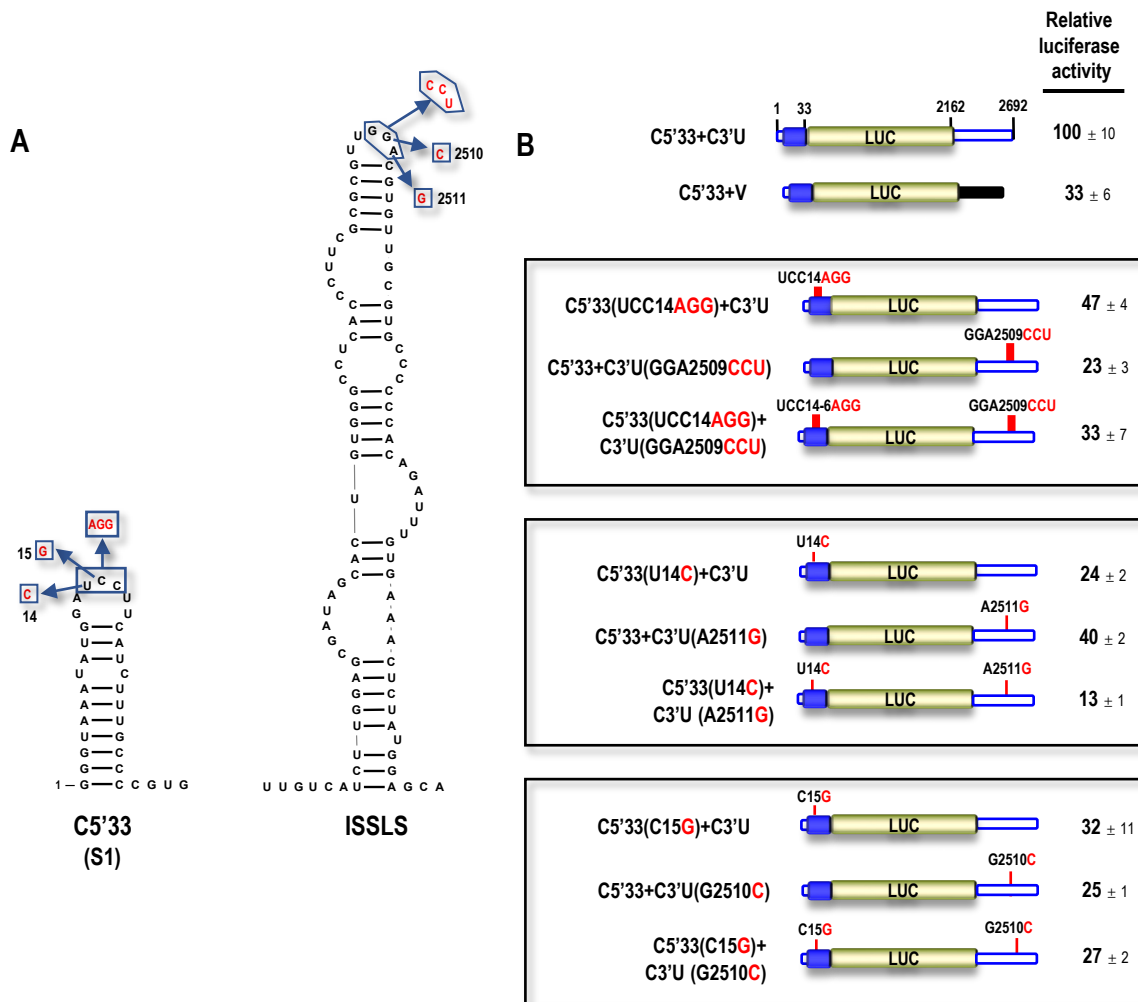 Relative
luciferase
activity
A
B
C C U
C 2510
G 2511
U G G A
AGG
15 G
C
14
U C C
1
C C G U G
U U G U C A C U
A G C A
C5'33
(S1)
ISSLS
1 33 2162 2692
C5'33+C3'U LUC 100 ± 10
C5'33+V LUC 33 ± 6
UCC14AGG
C5'33(UCC14AGG)+C3'U LUC 47 ± 4
GGA2509CCU
C5'33+C3'U(GGA2509CCU) LUC 23 ± 3
UCC14-6AGG GGA2509CCU
C5'33(UCC14AGG)+
C3'U(GGA2509CCU) LUC 33 ± 7
U14C
C5'33(U14C)+C3'U LUC 24 ± 2
A2511G
C5'33+C3'U(A2511G) LUC 40 ± 2
U14C A2511G
C5'33(U14C)+
C3'U (A2511G) LUC 13 ± 1
C15G
C5'33(C15G)+C3'U LUC 32 ± 11
G2510C
C5'33+C3'U(G2510C) LUC 25 ± 1
C15G G2510C
C5'33(C15G)+
C3'U (G2510C) LUC 27 ± 2